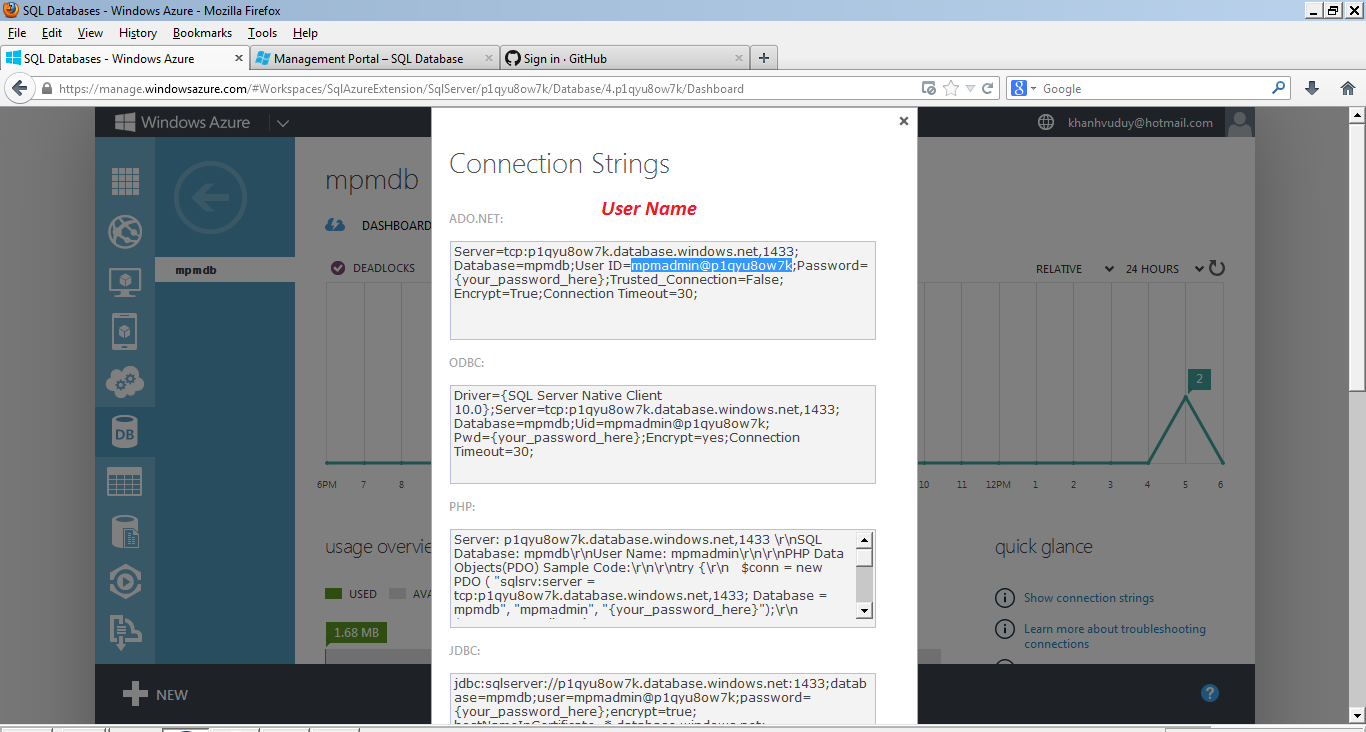 SQL Databases - Windows Azure - Mozilla Firefox
File Edit View History Bookmarks Tools Help
SQL Databases - Windows Azure × Management Portal – SQL Database × Sign in · GitHub × +
https://manage.windowsazure.com/#Workspaces/SqlAzureExtension/SqlServer/p1qyu8ow7k/Database/4.p1qyu8ow7k/Dashboard
Google
Windows Azure
khanhvuduy@hotmail.com
mpmdb
mpmdb
DASHBOARD
DEADLOCKS
RELATIVE 24 HOURS
2
6PM 7 8
10 11 12PM 1 2 3 4 5 6
usage overvie
USED AVA
1.68 MB
quick glance
Show connection strings
Learn more about troubleshooting
connections
NEW
?
Connection Strings
User Name
ADO.NET:
Server=tcp:p1qyu8ow7k.database.windows.net,1433;
Database=mpmdb;User ID=mpmadmin@p1qyu8ow7k;Password=
{your_password_here};Trusted_Connection=False;
Encrypt=True;Connection Timeout=30;
ODBC:
Driver={SQL Server Native Client
10.0};Server=tcp:p1qyu8ow7k.database.windows.net,1433;
Database=mpmdb;Uid=mpmadmin@p1qyu8ow7k;
Pwd={your_password_here};Encrypt=yes;Connection
Timeout=30;
PHP:
Server: p1qyu8ow7k.database.windows.net,1433 \r\nSQL
Database: mpmdb\r\nUser Name: mpmadmin\r\n\r\nPHP Data
Objects(PDO) Sample Code:\r\n\r\ntry {\r\n   $conn = new
PDO ( "sqlsrv:server =
tcp:p1qyu8ow7k.database.windows.net,1433; Database =
mpmdb", "mpmadmin", "{your_password_here}");\r\n
JDBC:
jdbc:sqlserver://p1qyu8ow7k.database.windows.net:1433;datab
ase=mpmdb;user=mpmadmin@p1qyu8ow7k;password=
{your_password_here};encrypt=true;
DB